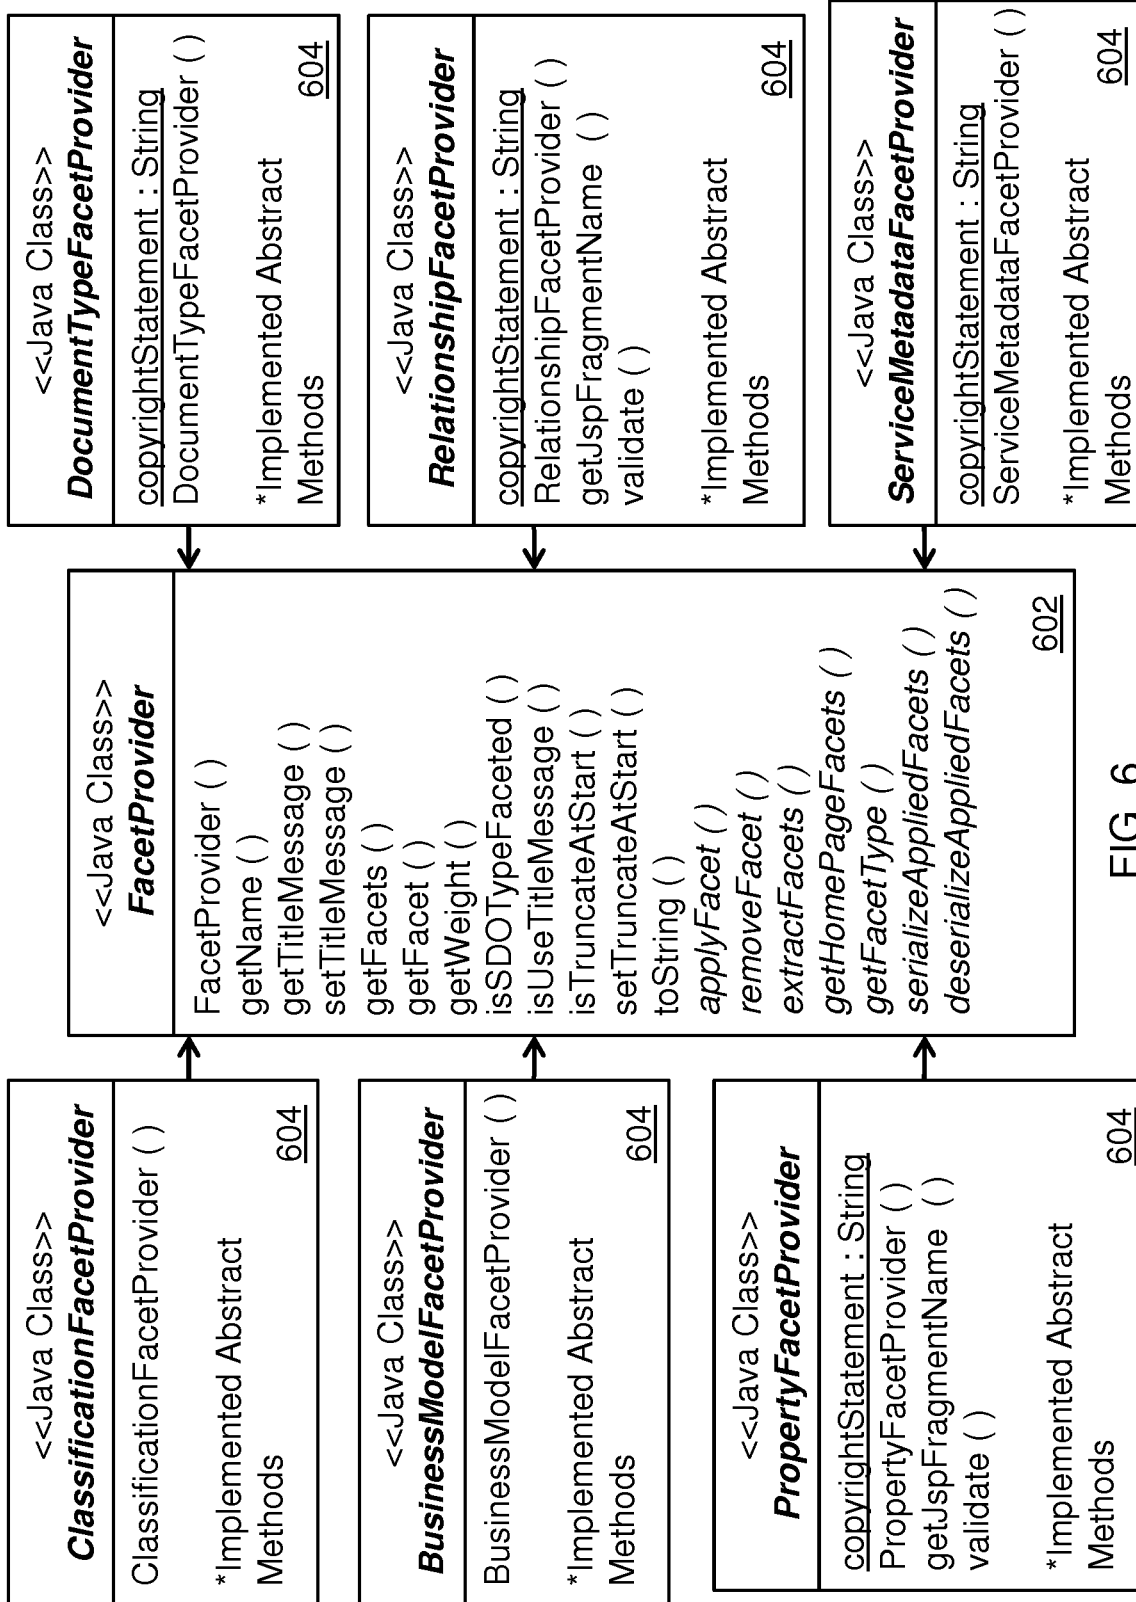 <<Java Class>>
ClassificationFacetProvider
ClassificationFacetProvider ( )
*Implemented Abstract
Methods
604
<<Java Class>>
BusinessModelFacetProvider
BusinessModelFacetProvider ( )
*Implemented Abstract
Methods
604
<<Java Class>>
PropertyFacetProvider
copyrightStatement : String
PropertyFacetProvider ( )
getJspFragmentName ( )
validate ( )
*Implemented Abstract
Methods
604
<<Java Class>>
FacetProvider
FacetProvider ( )
getName ( )
getTitleMessage ( )
setTitleMessage ( )
getFacets ( )
getFacet ( )
getWeight ( )
isSDOTypeFaceted ( )
isUseTitleMessage ( )
isTruncateAtStart ( )
setTruncateAtStart ( )
toString ( )
applyFacet ( )
removeFacet ( )
extractFacets ( )
getHomePageFacets ( )
getFacetType ( )
serializeAppliedFacets ( )
deserializeAppliedFacets ( )
602
<<Java Class>>
DocumentTypeFacetProvider
copyrightStatement : String
DocumentTypeFacetProvider ( )
*Implemented Abstract
Methods
604
<<Java Class>>
RelationshipFacetProvider
copyrightStatement : String
RelationshipFacetProvider ( )
getJspFragmentName ( )
validate ( )
*Implemented Abstract
Methods
604
<<Java Class>>
ServiceMetadataFacetProvider
copyrightStatement : String
ServiceMetadataFacetProvider ( )
*Implemented Abstract
Methods
604
FIG. 6